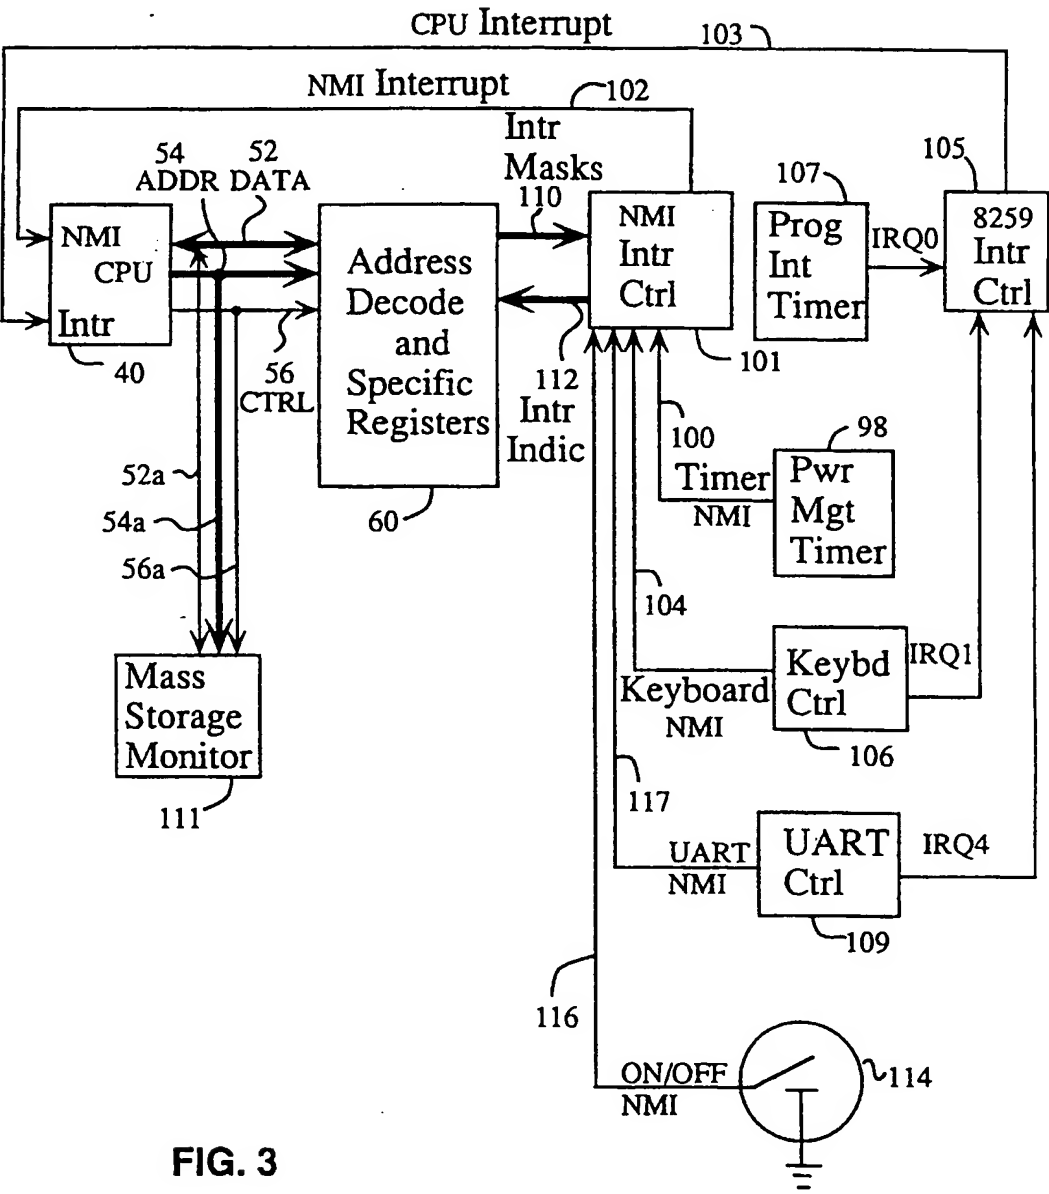 CPU Interrupt
103
NMI Interrupt
102
54
52
ADDR DATA
Intr
Masks
110
107
105
NMI
CPU
Intr
40
Address
Decode
and
Specific
Registers
60
NMI
Intr
Ctrl
101
Prog
Int
Timer
IRQ0
8259
Intr
Ctrl
56
CTRL
112
Intr
Indic
100
98
52a
54a
56a
Timer
NMI
Pwr
Mgt
Timer
104
Mass
Storage
Monitor
111
Keyboard
NMI
Keybd
Ctrl
IRQ1
106
117
UART
NMI
UART
Ctrl
IRQ4
109
116
ON/OFF
NMI
114
FIG. 3